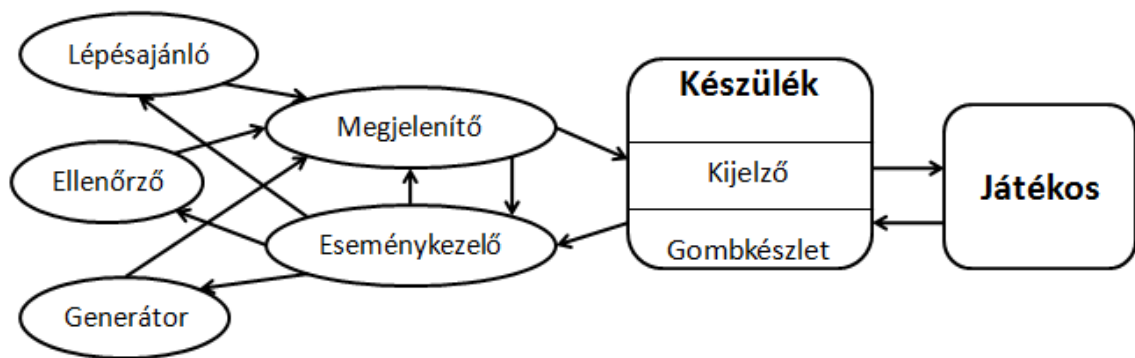 Lépésajánló
Megjelenítő
Ellenőrző
Eseménykezelő
Generátor
Készülék
Kijelző
Gombkészlet
Játékos